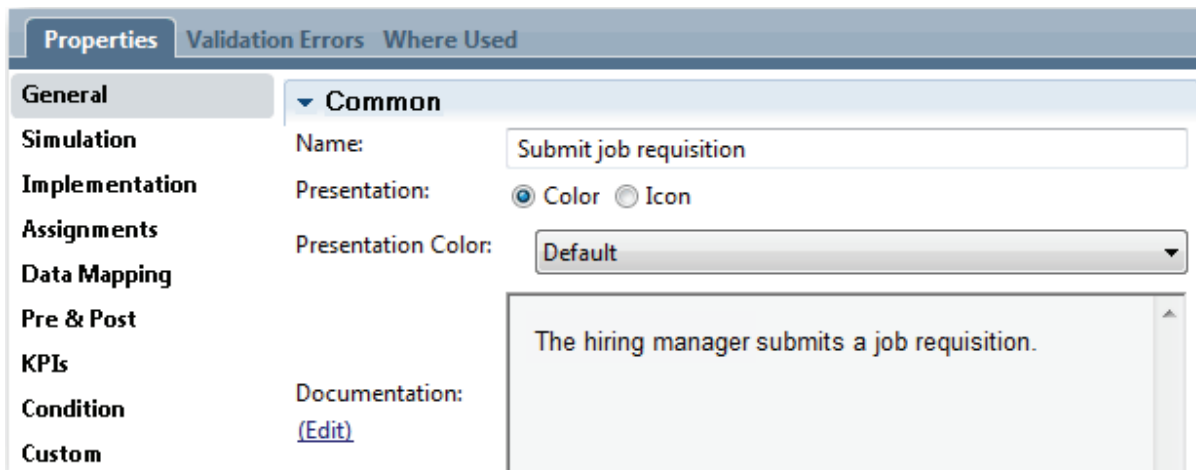 Properties Validation Errors Where Used
General
Simulation
Implementation
Assignments
Data Mapping
Pre & Post
KPIs
Condition
Custom
Common
Name: Submit job requisition
Presentation: Color Icon
Presentation Color: Default
Documentation:
(Edit)
The hiring manager submits a job requisition.